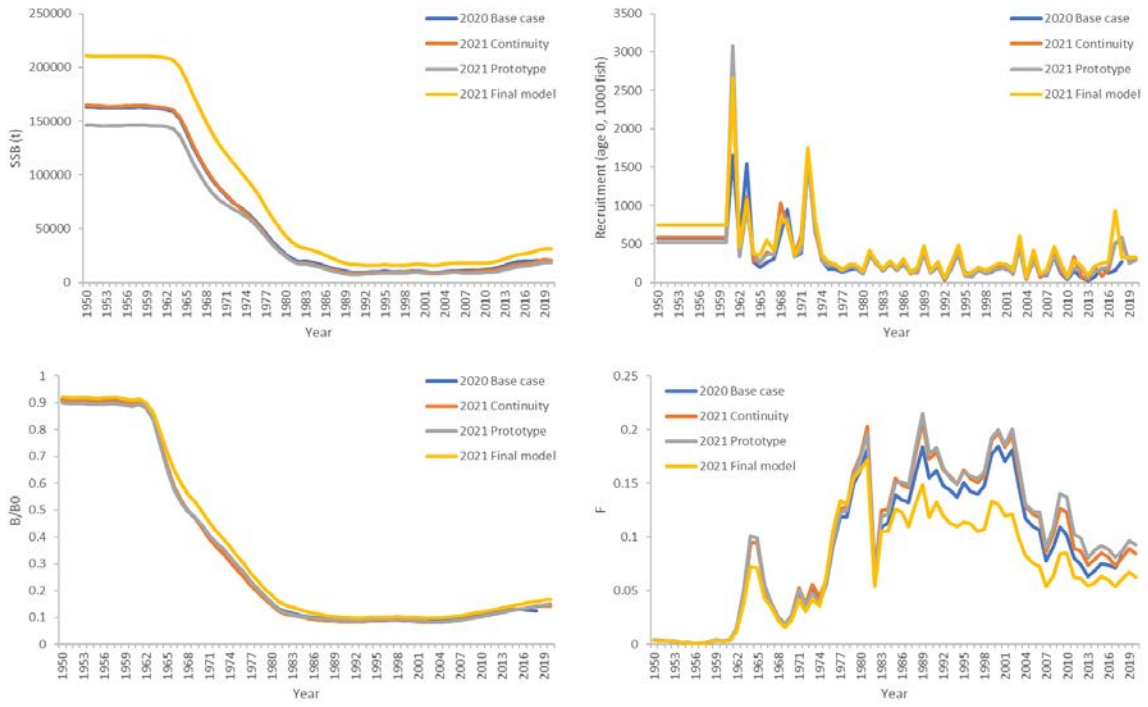 250000
200000
150000
100000
50000
0
SSB (t)
1950 1953 1956 1959 1962 1965 1968 1971 1974 1977 1980 1983 1986 1989 1992 1995 1998 2001 2004 2007 2010 2013 2016 2019
Year
2020 Base case
2021 Continuity
2021 Prototype
2021 Final model
3500
3000
2500
2000
1500
1000
500
0
Recruitment (age 0, 1000 fish)
1950 1953 1956 1959 1962 1965 1968 1971 1974 1977 1980 1983 1986 1989 1992 1995 1998 2001 2004 2007 2010 2013 2016 2019
Year
2020 Base case
2021 Continuity
2021 Prototype
2021 Final model
1
0.9
0.8
0.7
0.6
0.5
0.4
0.3
0.2
0.1
0
B/B0
1950 1953 1956 1959 1962 1965 1968 1971 1974 1977 1980 1983 1986 1989 1992 1995 1998 2001 2004 2007 2010 2013 2016 2019
Year
2020 Base case
2021 Continuity
2021 Prototype
2021 Final model
0.25
0.2
0.15
0.1
0.05
0
F
1950 1953 1956 1959 1962 1965 1968 1971 1974 1977 1980 1983 1986 1989 1992 1995 1998 2001 2004 2007 2010 2013 2016 2019
Year
2020 Base case
2021 Continuity
2021 Prototype
2021 Final model